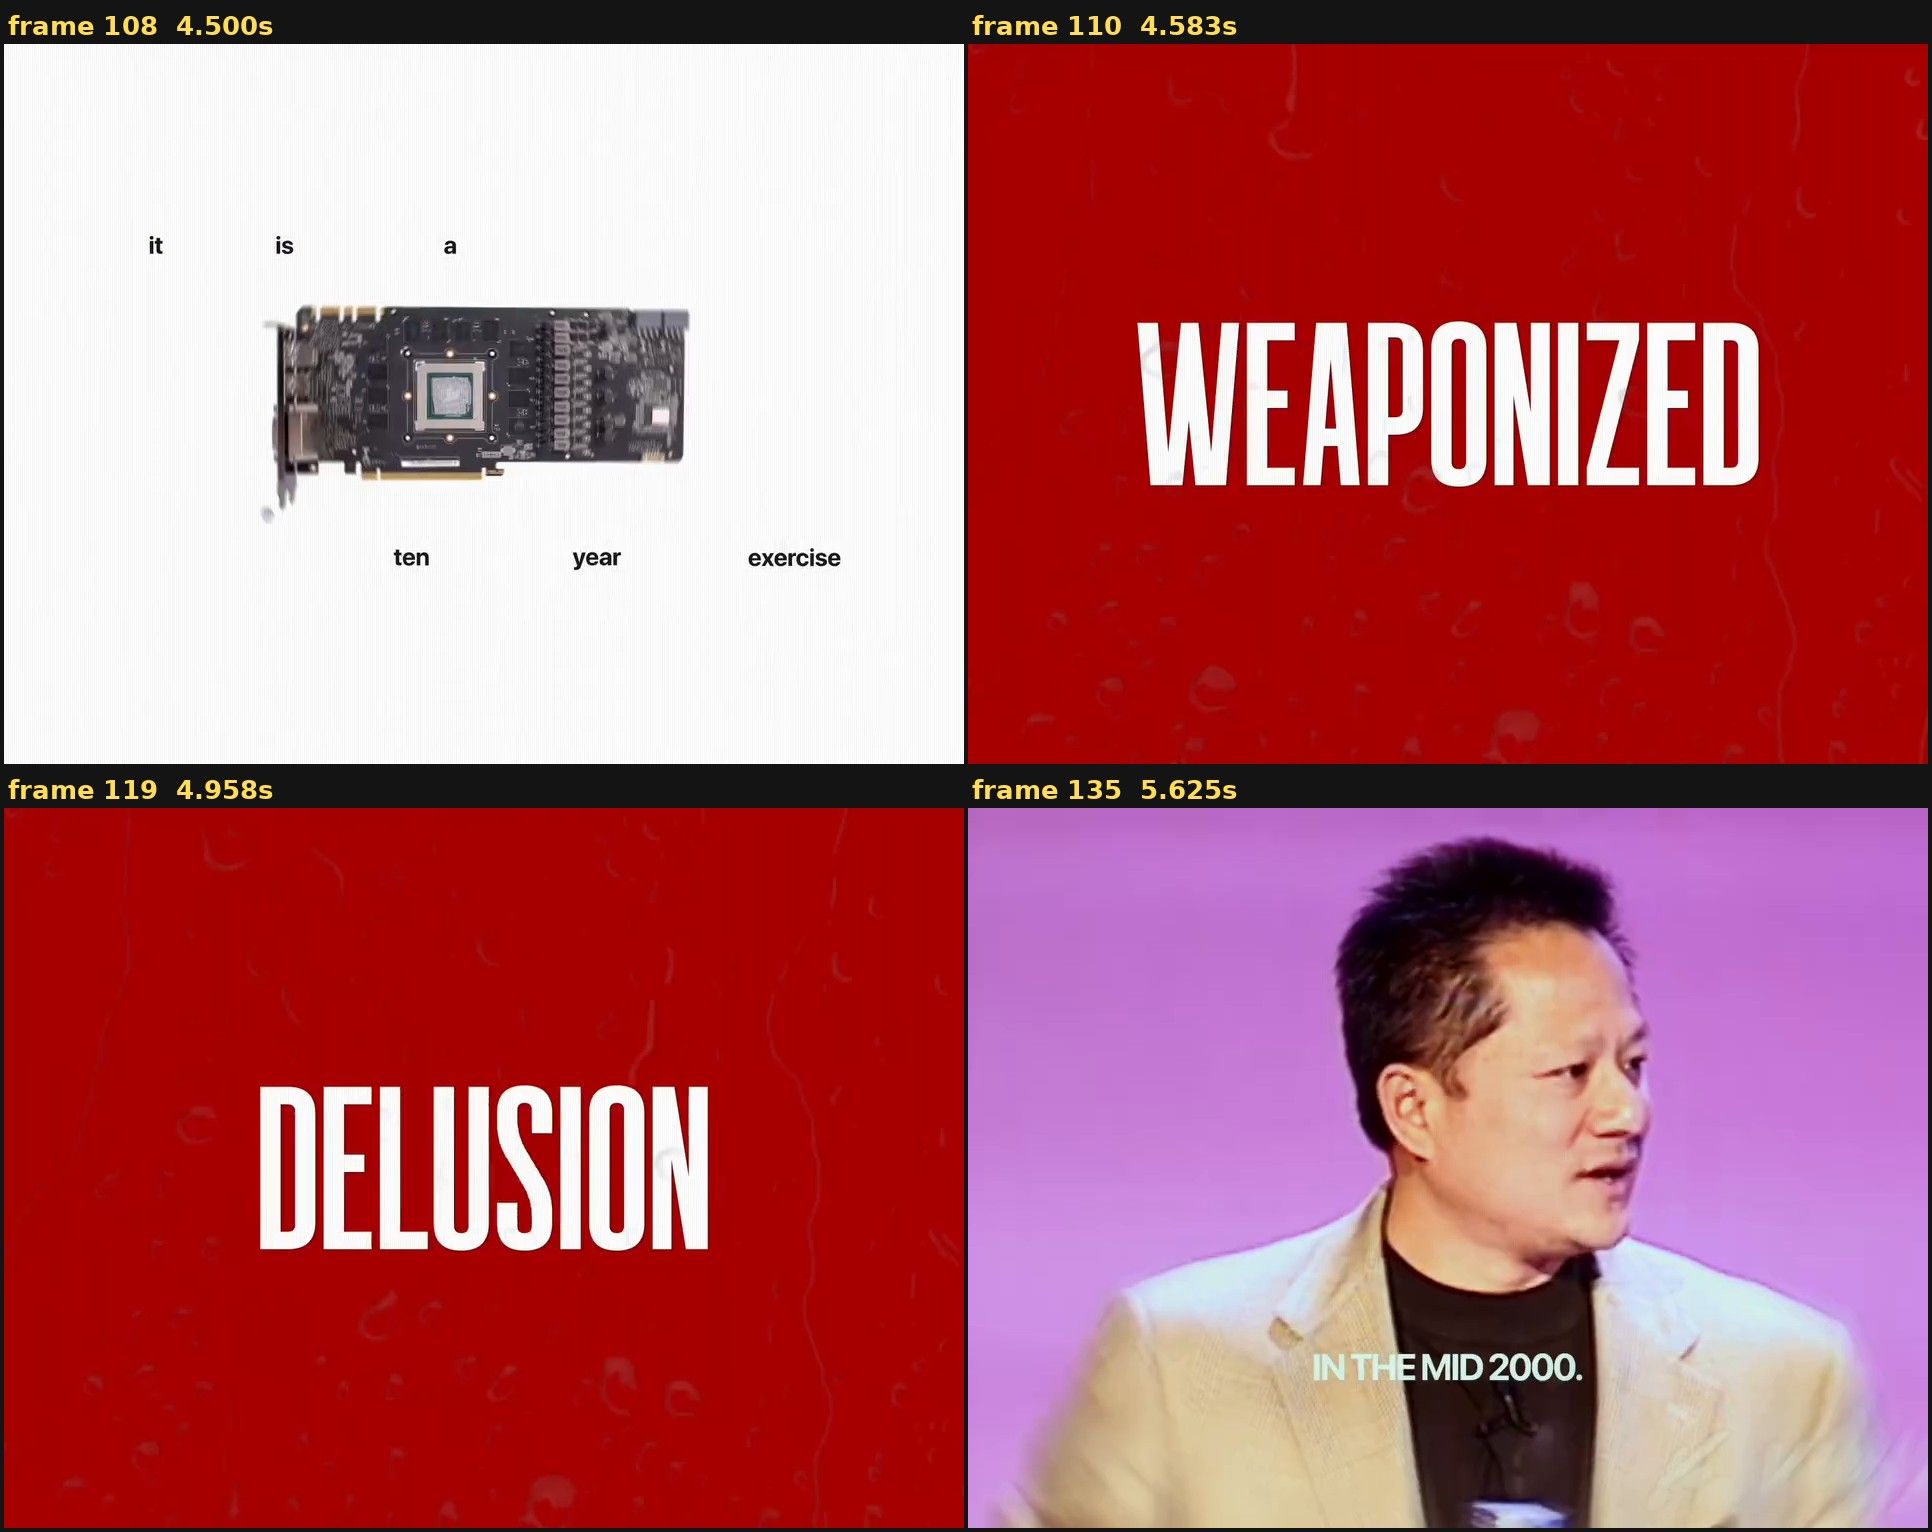 frame 108 4.500s
frame 110 4.583s
it is a
ten year exercise
WEAPONIZED
frame 119 4.958s
frame 135 5.625s
DELUSION
IN THE MID 2000.